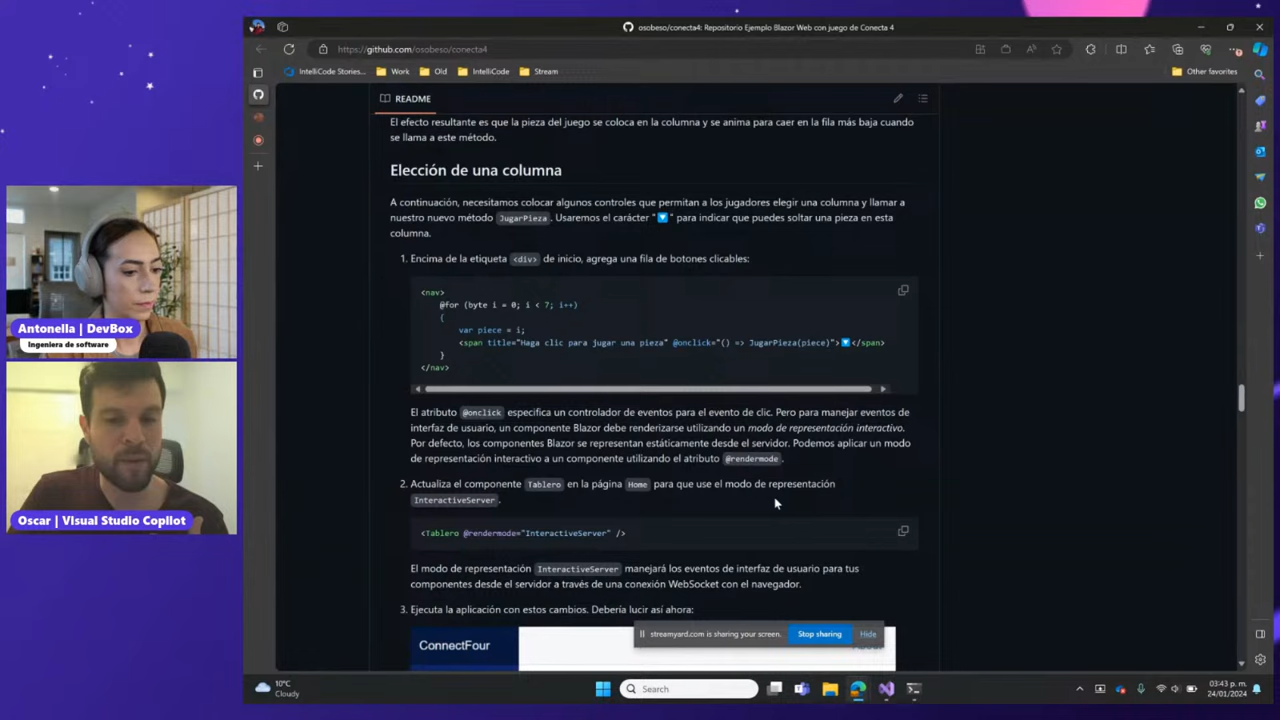 osobeso/conecta4: Repositorio Ejemplo Blazor Web con juego de Conecta 4
https://github.com/osobeso/conecta4
IntelliCode Stories...
Work
Old
IntelliCode
Stream
Other favorites
README
El efecto resultante es que la pieza del juego se coloca en la columna y se anima para caer en la fila más baja cuando
se llama a este método.
Elección de una columna
A continuación, necesitamos colocar algunos controles que permitan a los jugadores elegir una columna y llamar a
nuestro nuevo método JugarPieza. Usaremos el carácter "🔽" para indicar que puedes soltar una pieza en esta
columna.
1. Encima de la etiqueta <div> de inicio, agrega una fila de botones clicables:
<nav>
@for (byte i = 0; i < 7; i++)
{
var piece = i;
<span title="Haga clic para jugar una pieza" @onclick="() => JugarPieza(piece)">🔽</span>
}
</nav>
El atributo @onclick especifica un controlador de eventos para el evento de clic. Pero para manejar eventos de
interfaz de usuario, un componente Blazor debe renderizarse utilizando un modo de representación interactivo.
Por defecto, los componentes Blazor se representan estáticamente desde el servidor. Podemos aplicar un modo
de representación interactivo a un componente utilizando el atributo @rendermode.
2. Actualiza el componente Tablero en la página Home para que use el modo de representación
InteractiveServer.
<Tablero @rendermode="InteractiveServer" />
El modo de representación InteractiveServer manejará los eventos de interfaz de usuario para tus
componentes desde el servidor a través de una conexión WebSocket con el navegador.
3. Ejecuta la aplicación con estos cambios. Debería lucir así ahora:
ConnectFour
streamyard.com is sharing your screen.
Stop sharing
Hide
Antonella | DevBox
Ingeniera de software
Oscar | Visual Studio Copilot
10°C
Cloudy
Search
03:43 p. m.
24/01/2024